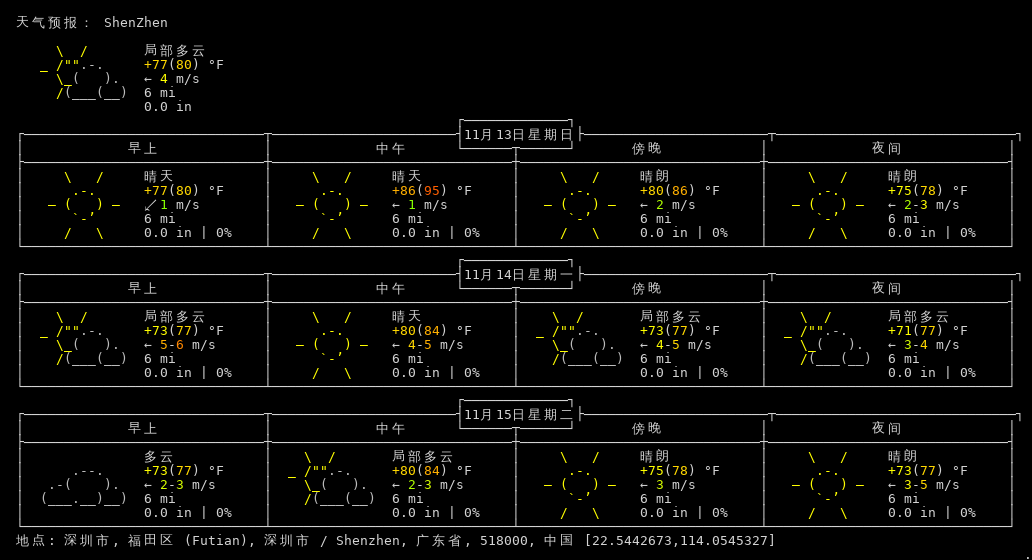 天气预报： ShenZhen
局部多云
+77(80) °F
← 4 m/s
6 mi
0.0 in
11月13日星期日
早上 中午 傍晚 夜间
晴天 晴天 晴朗 晴朗
+77(80) °F +86(95) °F +80(86) °F +75(78) °F
↙ 1 m/s ← 1 m/s ← 2 m/s ← 2-3 m/s
6 mi 6 mi 6 mi 6 mi
0.0 in | 0% 0.0 in | 0% 0.0 in | 0% 0.0 in | 0%
11月14日星期一
早上 中午 傍晚 夜间
局部多云 晴天 局部多云 局部多云
+73(77) °F +80(84) °F +73(77) °F +71(77) °F
← 5-6 m/s ← 4-5 m/s ← 4-5 m/s ← 3-4 m/s
6 mi 6 mi 6 mi 6 mi
0.0 in | 0% 0.0 in | 0% 0.0 in | 0% 0.0 in | 0%
11月15日星期二
早上 中午 傍晚 夜间
多云 局部多云 晴朗 晴朗
+73(77) °F +80(84) °F +75(78) °F +73(77) °F
← 2-3 m/s ← 2-3 m/s ← 3 m/s ← 3-5 m/s
6 mi 6 mi 6 mi 6 mi
0.0 in | 0% 0.0 in | 0% 0.0 in | 0% 0.0 in | 0%
地点: 深圳市, 福田区 (Futian), 深圳市 / Shenzhen, 广东省, 518000, 中国 [22.5442673,114.0545327]